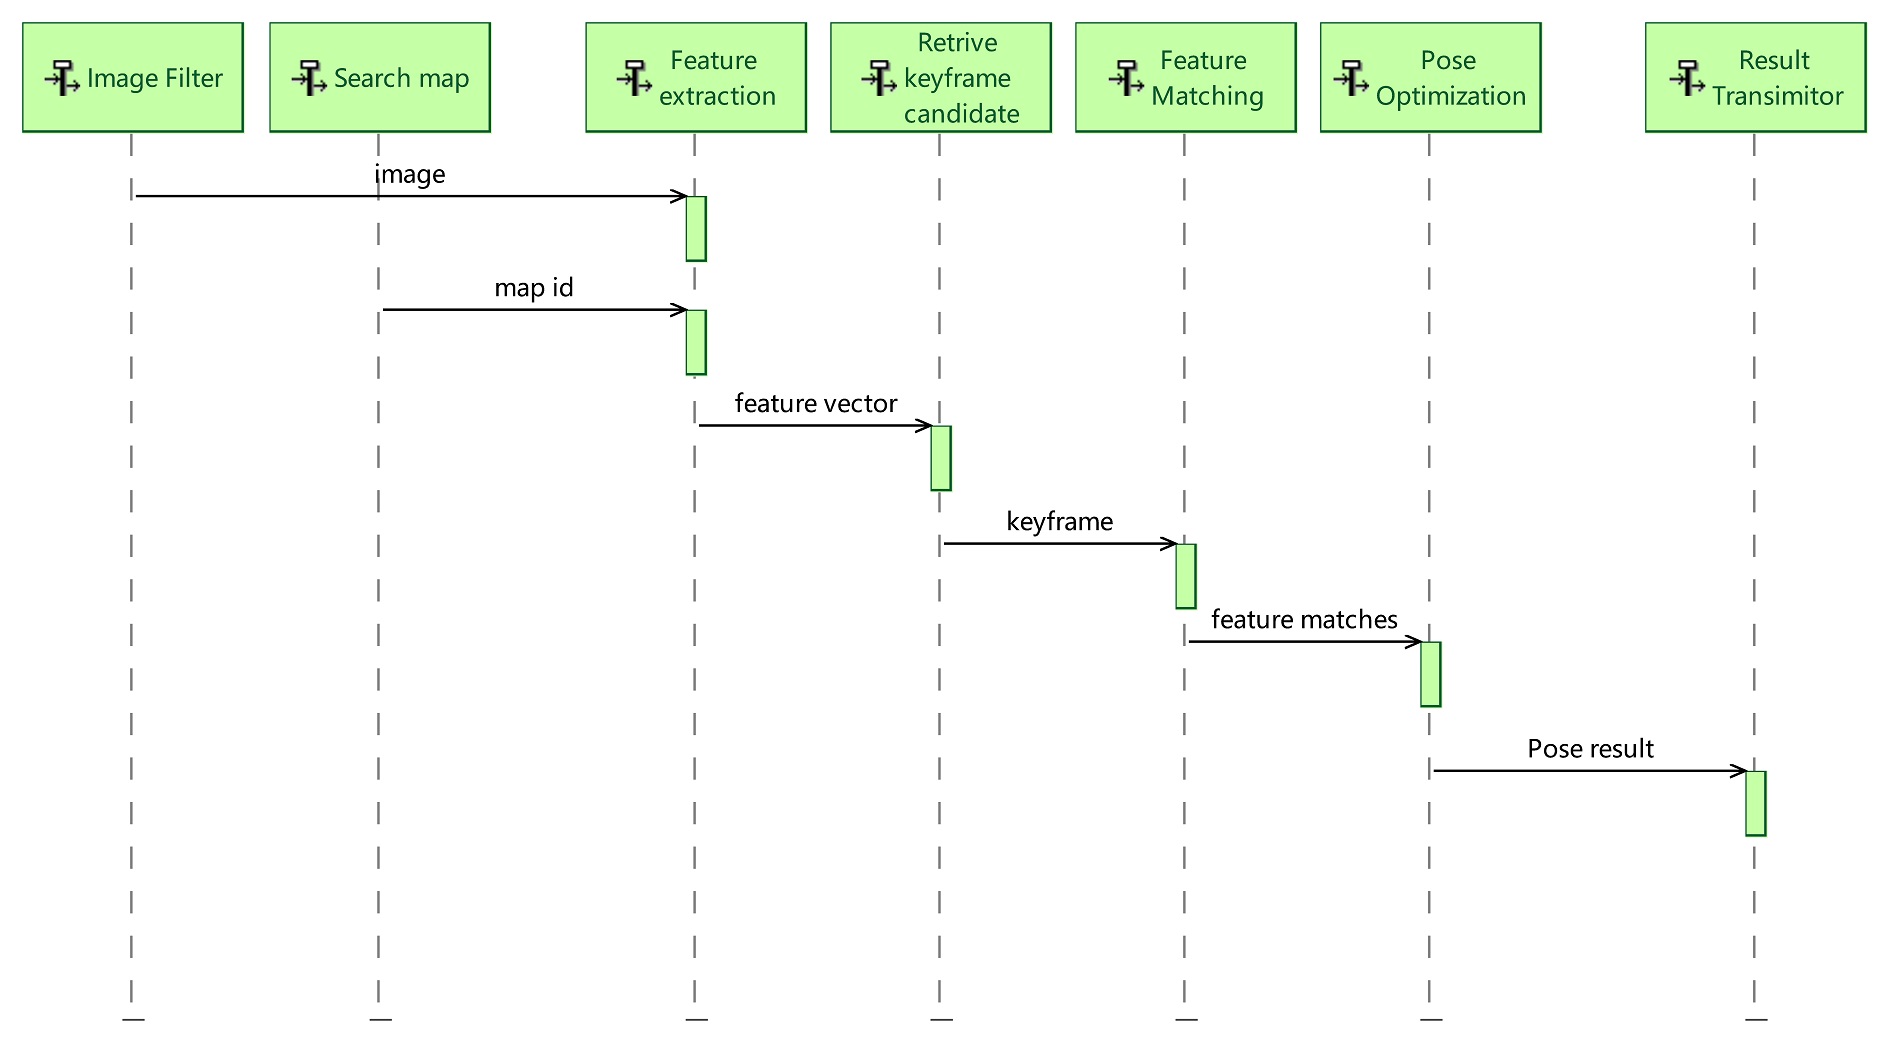 Image Filter
Search map
Feature
extraction
Retrive
keyframe
candidate
Feature
Matching
Pose
Optimization
Result
Transimitor
image
map id
feature vector
keyframe
feature matches
Pose result